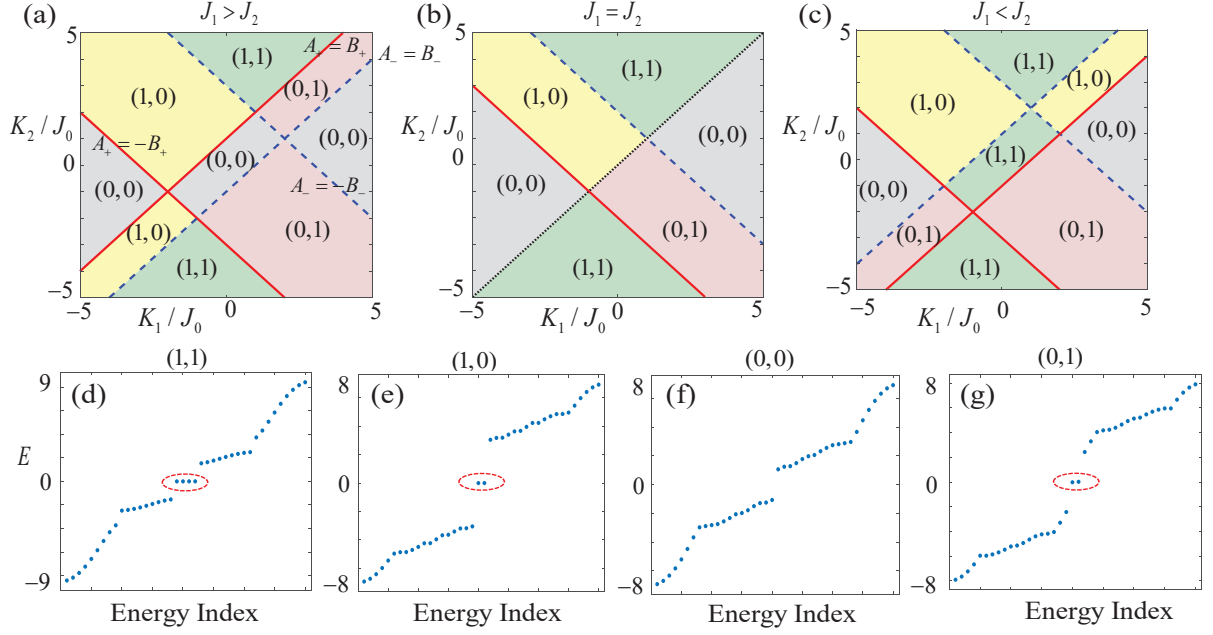 (a) J₁ > J₂
5
K₂ / J₀
0
−5
−5 0 5
K₁ / J₀
(1,1)
A₊ = B₊
A₋ = B₋
(1,0)
(0,1)
A₊ = −B₊
(0,0)
(0,0)
(0,0)
A₋ = −B₋
(1,0)
(0,1)
(1,1)
(b) J₁ = J₂
5
K₂ / J₀
0
−5
−5 0 5
K₁ / J₀
(1,1)
(1,0)
(0,0)
(0,0)
(0,1)
(1,1)
(c) J₁ < J₂
5
K₂ / J₀
0
−5
−5 0 5
K₁ / J₀
(1,1)
(1,0)
(1,0)
(0,0)
(1,1)
(0,0)
(0,1)
(0,1)
(1,1)
(1,1)
(d)
9
E
0
−9
Energy Index
(1,0)
(e)
8
0
−8
Energy Index
(0,0)
(f)
8
0
−8
Energy Index
(0,1)
(g)
8
0
−8
Energy Index